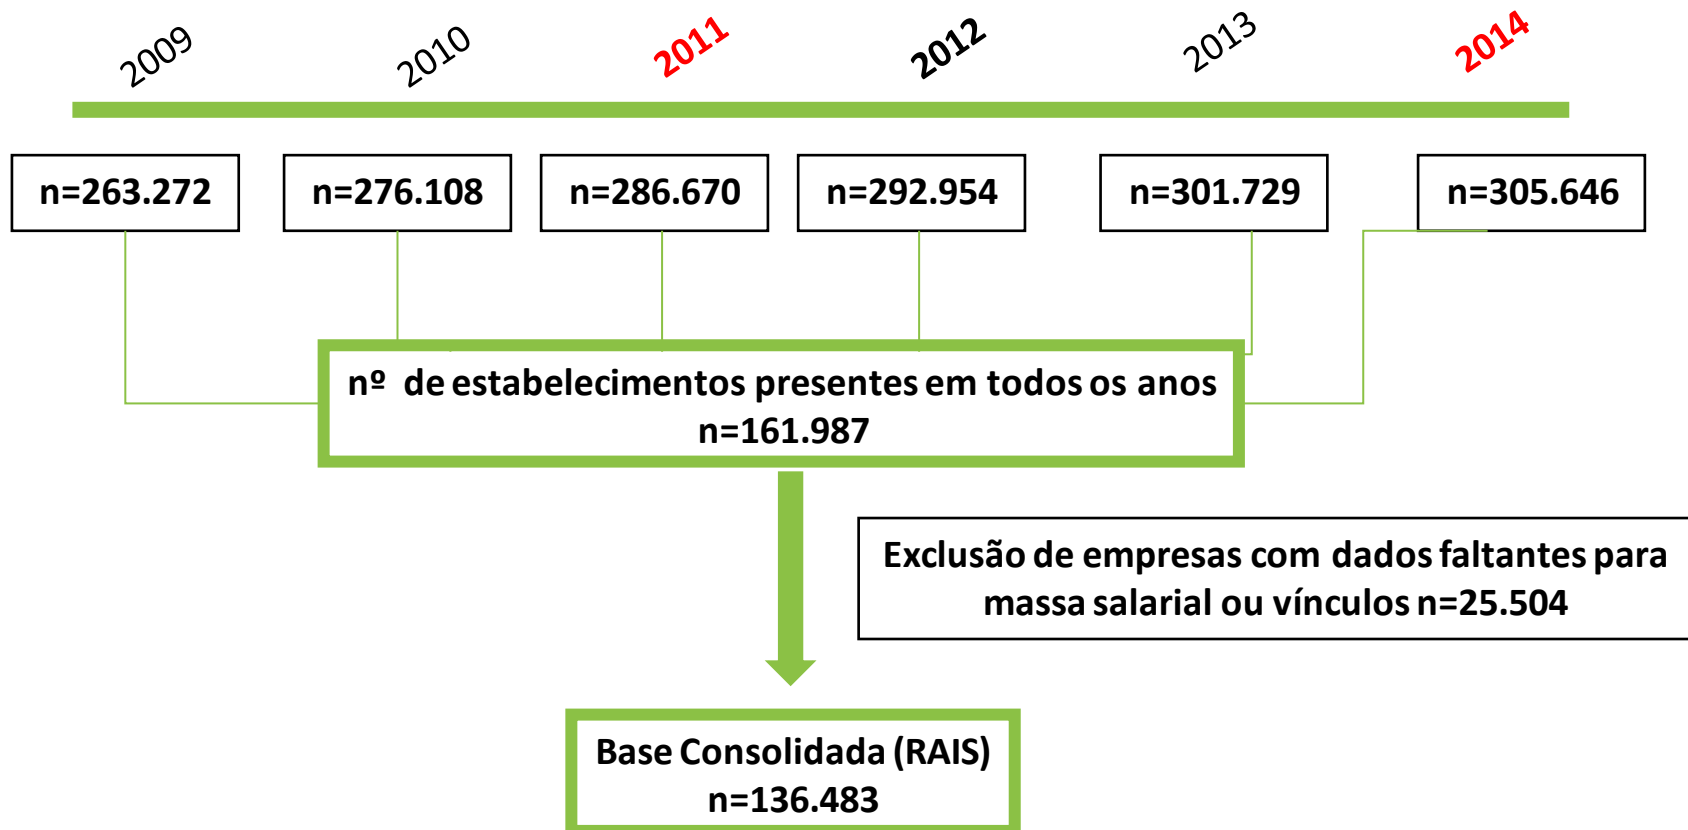 2009
2010
2011
2012
2013
2014
n=263.272
n=276.108
n=286.670
n=292.954
n=301.729
n=305.646
nº de estabelecimentos presentes em todos os anos
n=161.987
Exclusão de empresas com dados faltantes para
massa salarial ou vínculos n=25.504
Base Consolidada (RAIS)
n=136.483